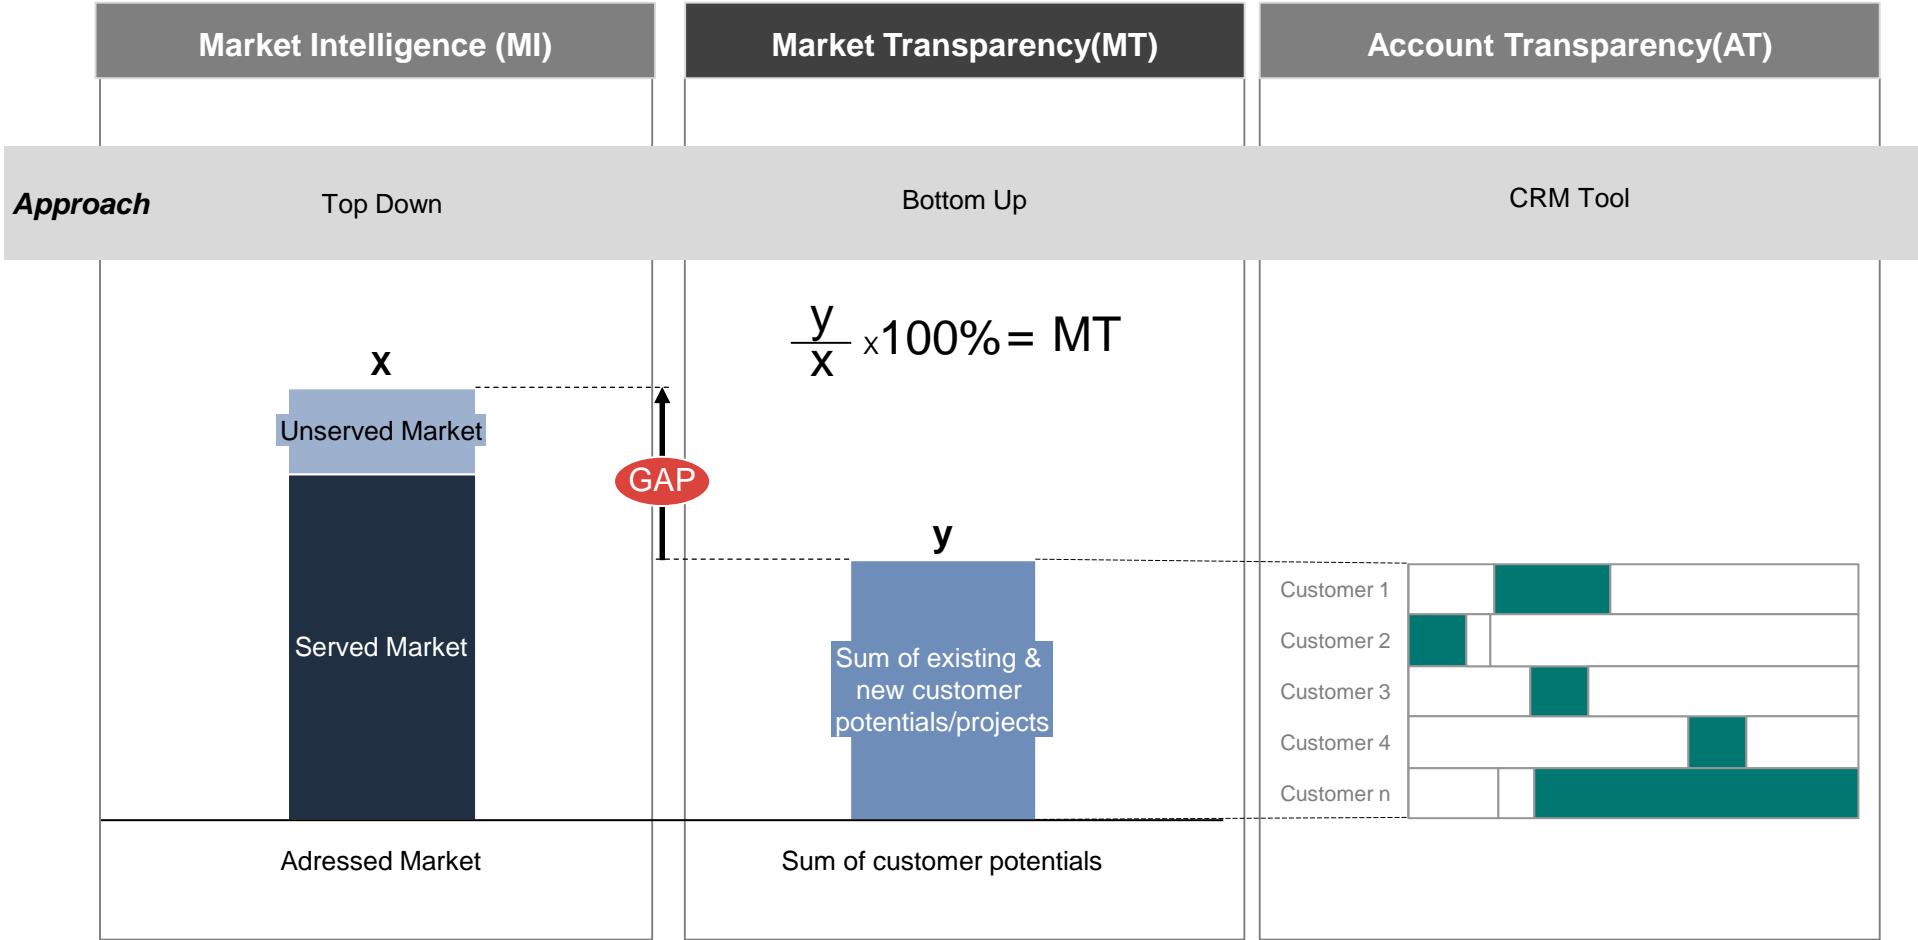 Market Intelligence (MI)
Market Transparency(MT)
Account Transparency(AT)
Approach
Top Down
Bottom Up
CRM Tool
y
x
x100%= MT
X
Unserved Market
GAP
Served Market
y
Sum of existing &
new customer
potentials/projects
Customer 1
Customer 2
Customer 3
Customer 4
Customer n
Adressed Market
Sum of customer potentials